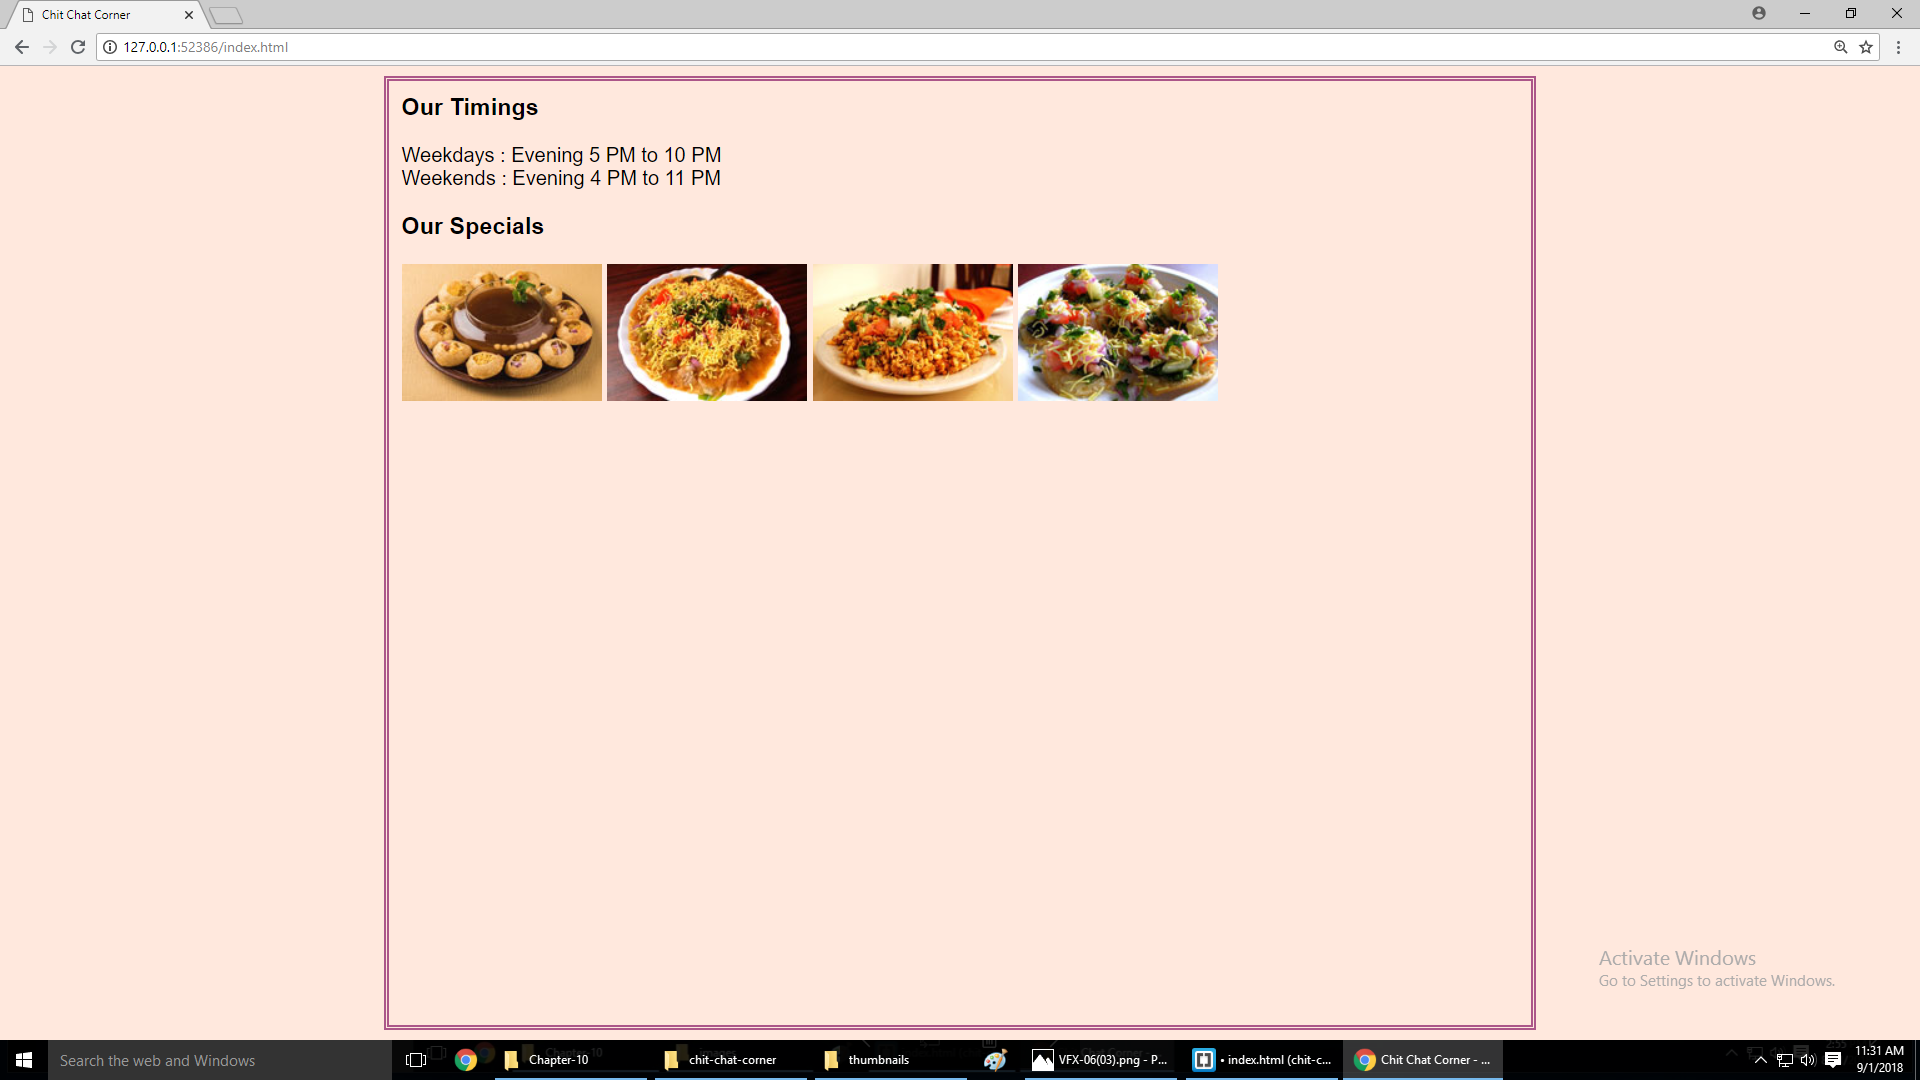 Chit Chat Corner
127.0.0.1:52386/index.html
Our Timings
Weekdays : Evening 5 PM to 10 PM
Weekends : Evening 4 PM to 11 PM
Our Specials
Activate Windows
Go to Settings to activate Windows.
Search the web and Windows
Chapter-10
chit-chat-corner
thumbnails
VFX-06(03).png - P...
• index.html (chit-c...
Chit Chat Corner - ...
11:31 AM
9/1/2018